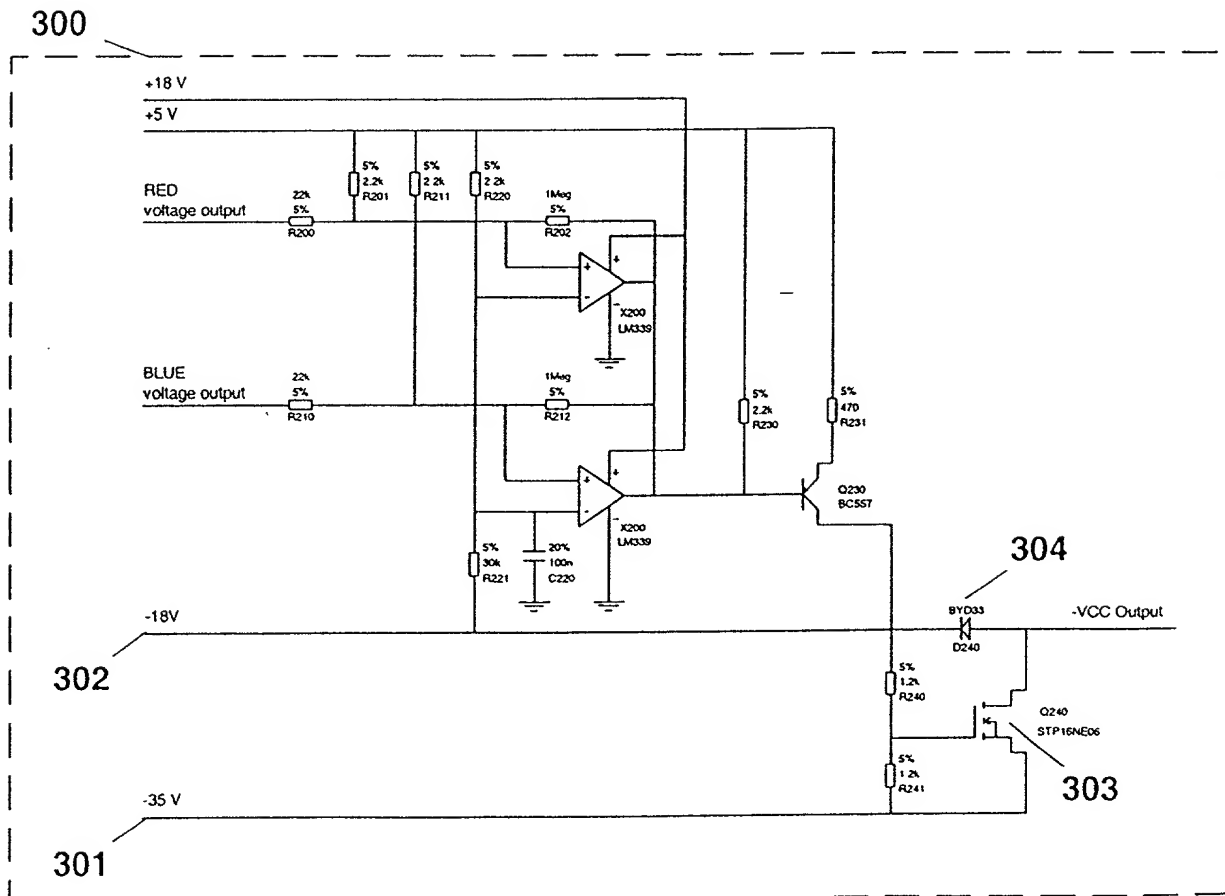 300
+18 V
+5 V
5%
2.2k
R201
5%
2.2k
R211
5%
2.2k
R220
RED
voltage output
22k
5%
R200
1Meg
5%
R202
+
-
+
-
X200
LM339
BLUE
voltage output
22k
5%
R210
1Meg
5%
R212
5%
2.2k
R230
5%
470
R231
+
-
+
-
X200
LM339
Q230
BC557
5%
30k
R221
20%
100n
C220
304
-18V
BYD33
D240
-VCC Output
302
5%
1.2k
R240
Q240
STP16NE06
303
5%
1.2k
R241
-35 V
301